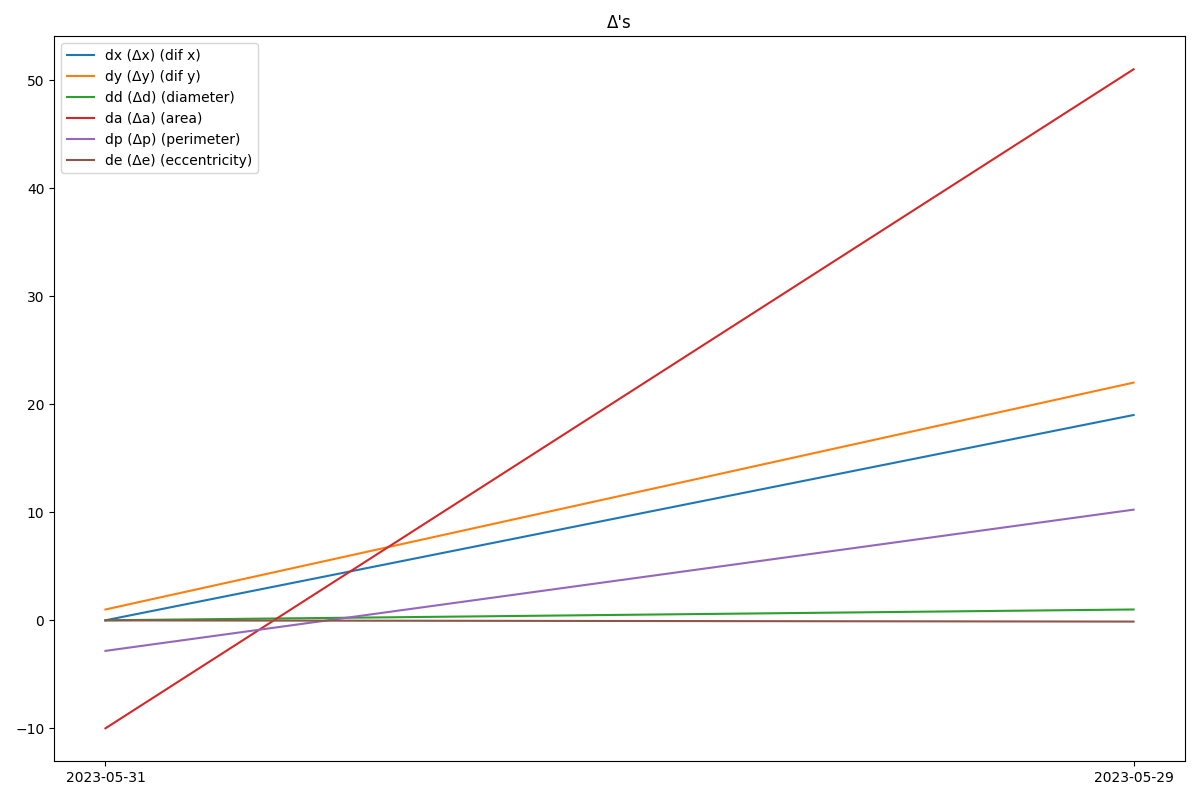 Δ's
dx (Δx) (dif x)
dy (Δy) (dif y)
dd (Δd) (diameter)
da (Δa) (area)
dp (Δp) (perimeter)
de (Δe) (eccentricity)
50
40
30
20
10
0
−10
2023-05-31 2023-05-29